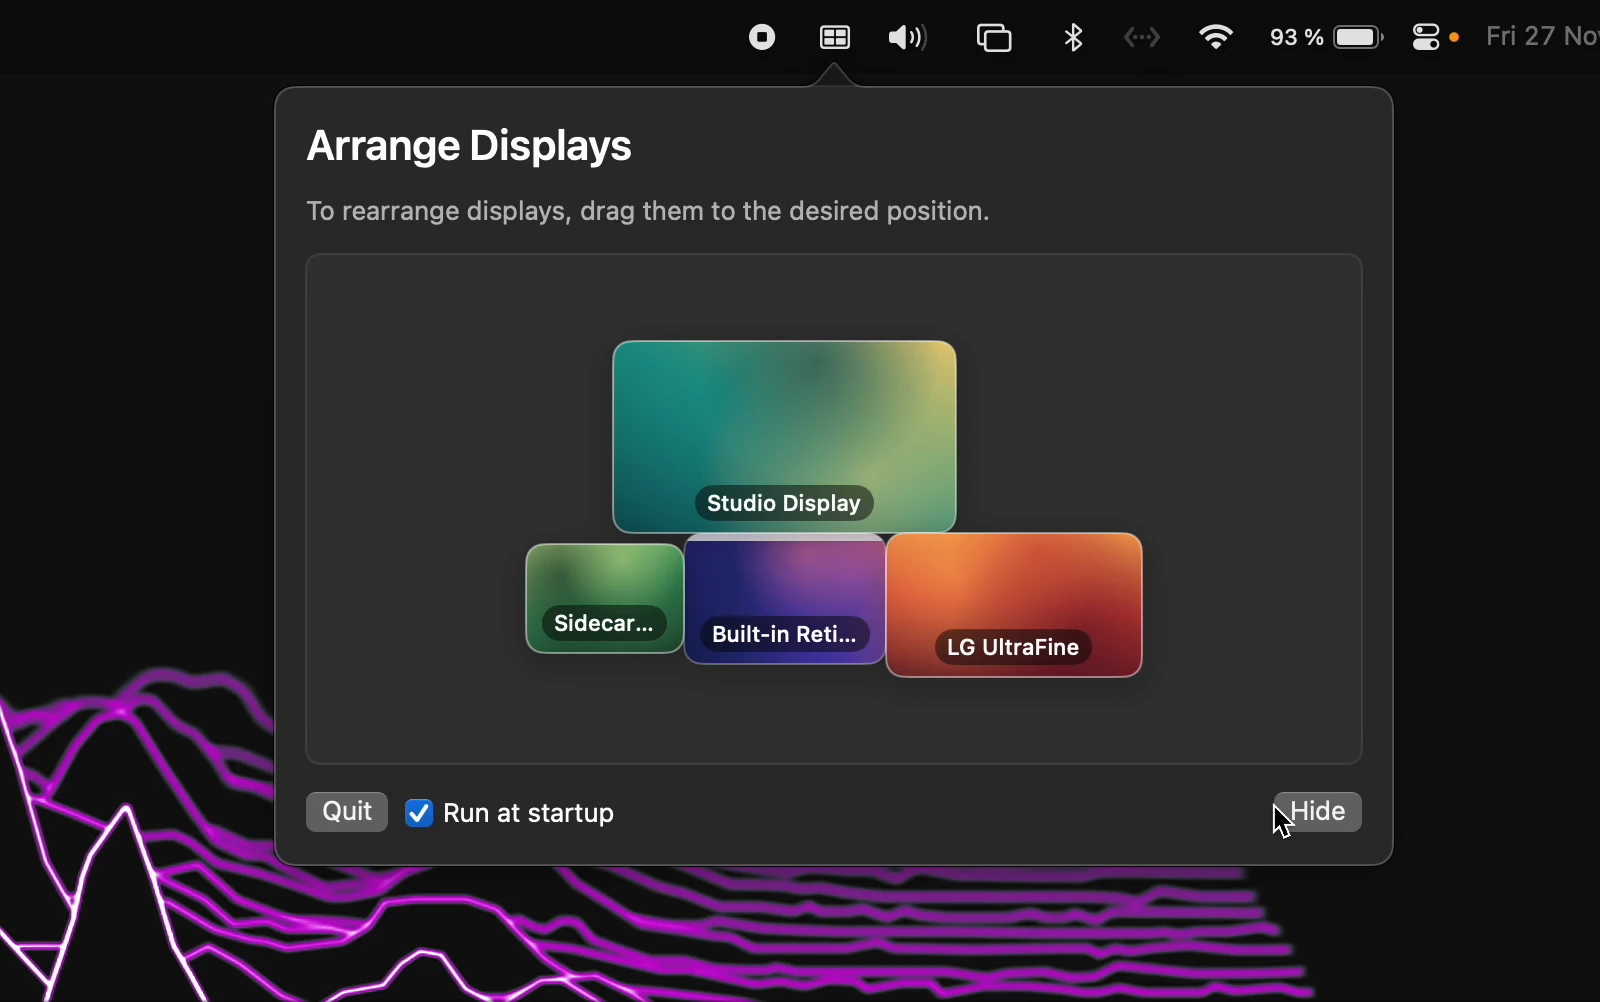 93 %
Fri 27 Nov
Arrange Displays
To rearrange displays, drag them to the desired position.
Studio Display
Sidecar...
Built-in Reti...
LG UltraFine
Quit
Run at startup
Hide